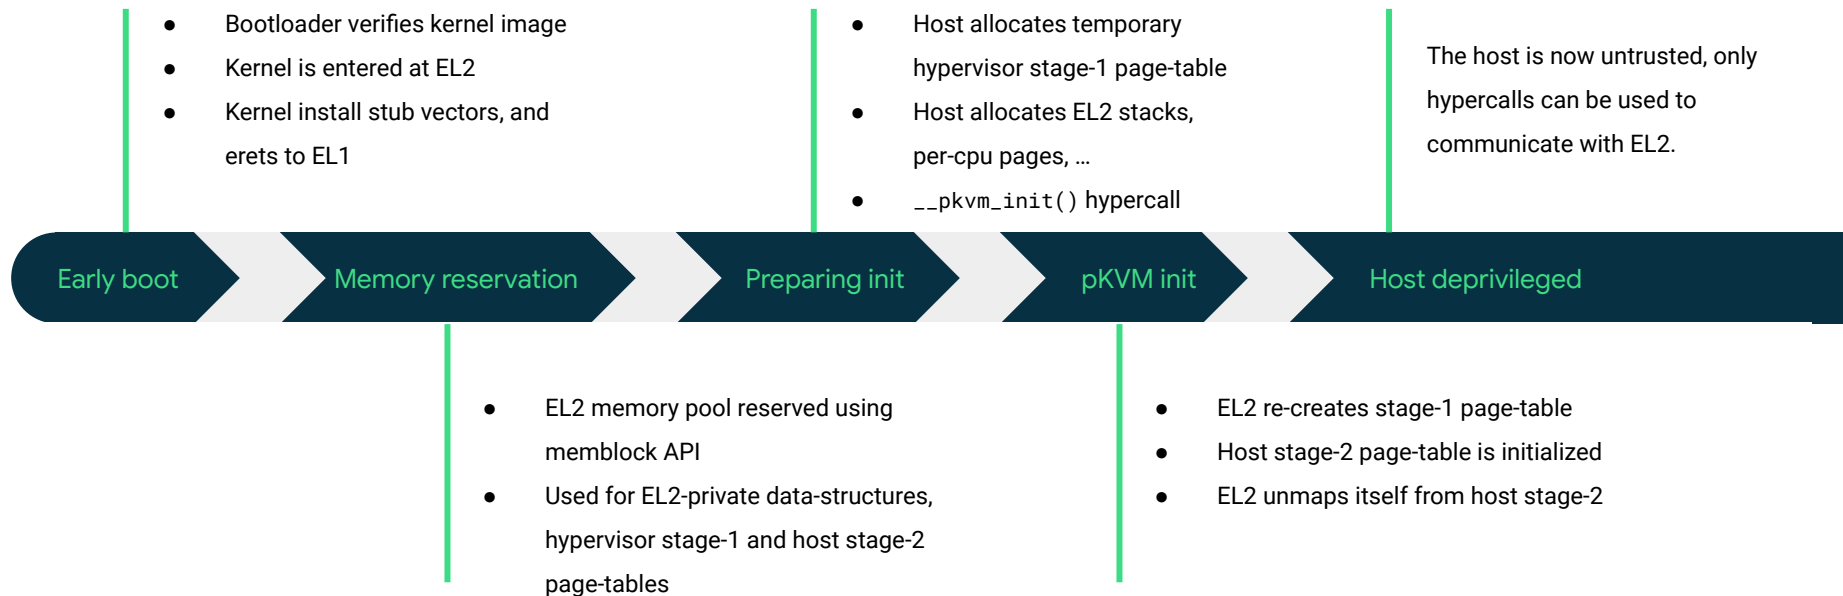 ● Bootloader verifies kernel image
● Kernel is entered at EL2
● Kernel install stub vectors, and
erets to EL1
● Host allocates temporary
hypervisor stage-1 page-table
● Host allocates EL2 stacks,
per-cpu pages, …
● __pkvm_init() hypercall
The host is now untrusted, only
hypercalls can be used to
communicate with EL2.
Early boot
Memory reservation
Preparing init
pKVM init
Host deprivileged
● EL2 memory pool reserved using
memblock API
● Used for EL2-private data-structures,
hypervisor stage-1 and host stage-2
page-tables
● EL2 re-creates stage-1 page-table
● Host stage-2 page-table is initialized
● EL2 unmaps itself from host stage-2